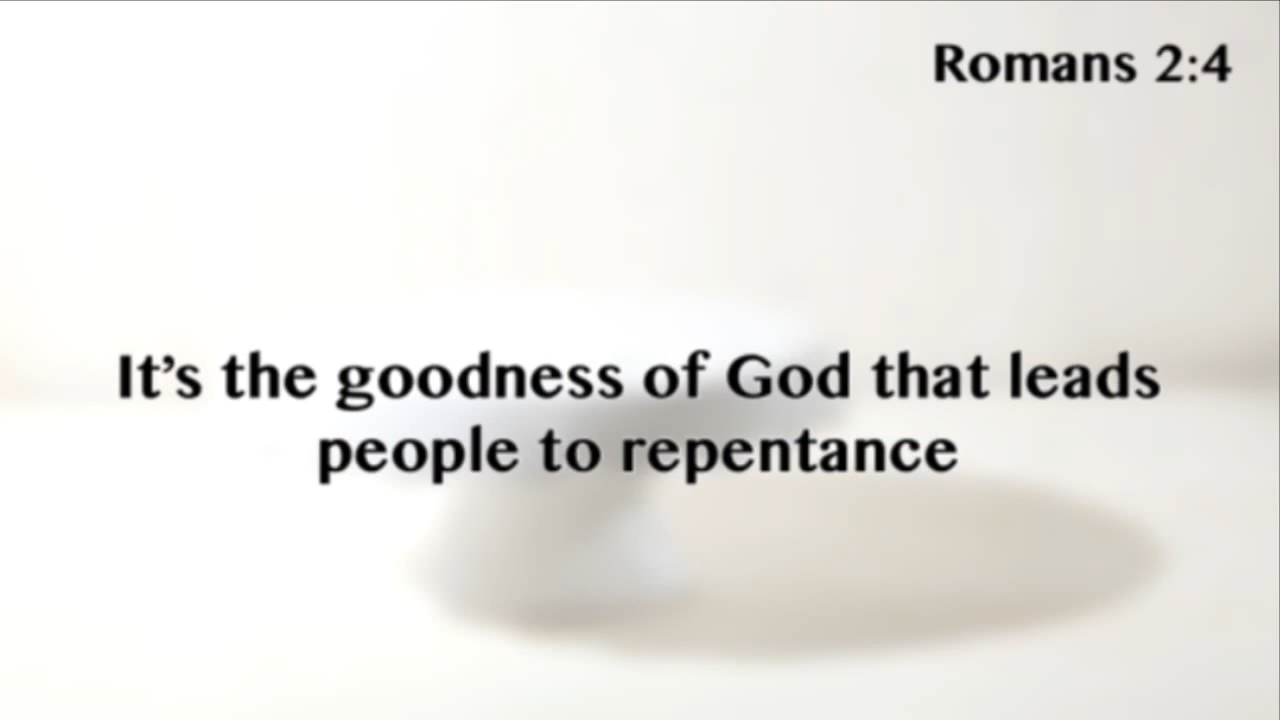 Romans 2:4
It’s the goodness of God that leads
people to repentance